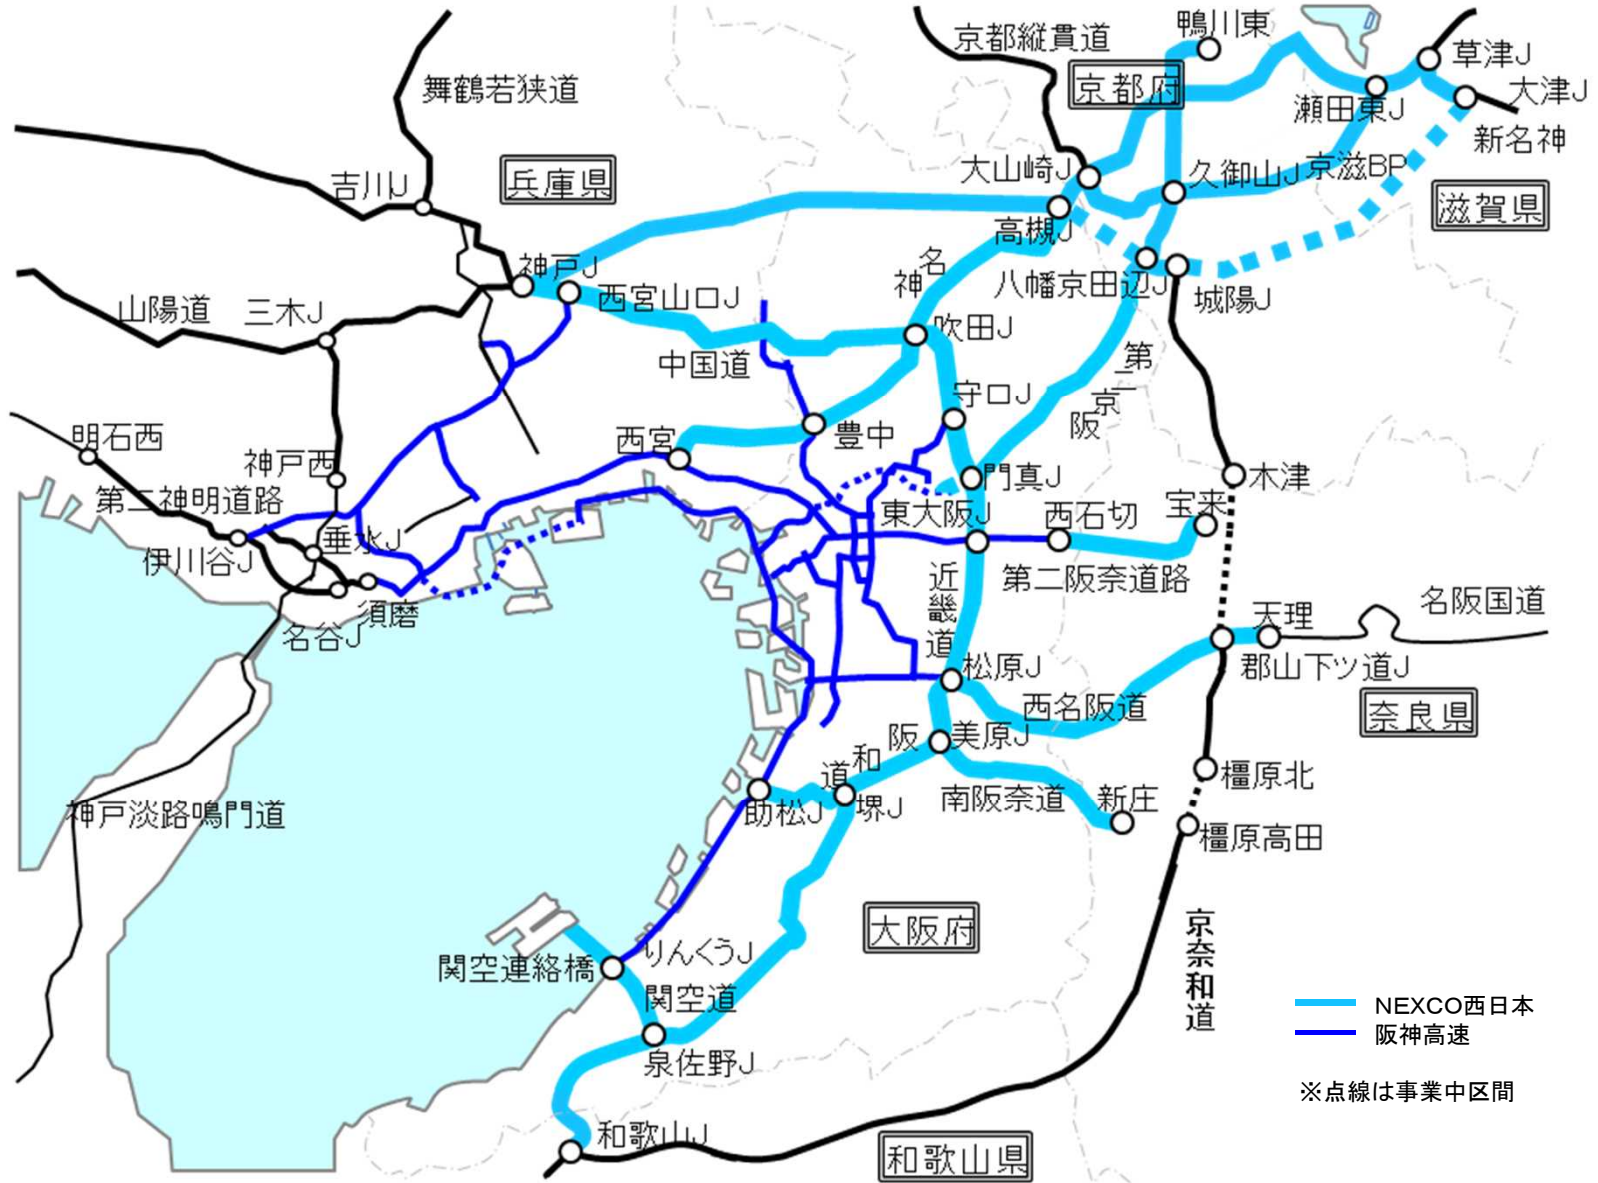 鴨川東
京都縦貫道
草津J
京都府
舞鶴若狭道
大津J
瀬田東J
新名神
兵庫県
大山崎J
久御山J
京滋BP
吉川J
滋賀県
高槻J
名神
神戸J
八幡京田辺J
西宮山口J
城陽J
山陽道
三木J
吹田J
中国道
第二京阪
守口J
豊中
明石西
西宮
神戸西
門真J
木津
第二神明道路
東大阪J
西石切
宝来
垂水J
伊川谷J
近畿道
第二阪奈道路
須磨
名阪国道
天理
名谷J
松原J
郡山下ツ道J
西名阪道
奈良県
阪和道
美原J
橿原北
南阪奈道
新庄
神戸淡路鳴門道
助松J
堺J
橿原高田
大阪府
京奈和道
りんくうJ
関空連絡橋
関空道
NEXCO西日本
阪神高速
泉佐野J
※点線は事業中区間
和歌山J
和歌山県